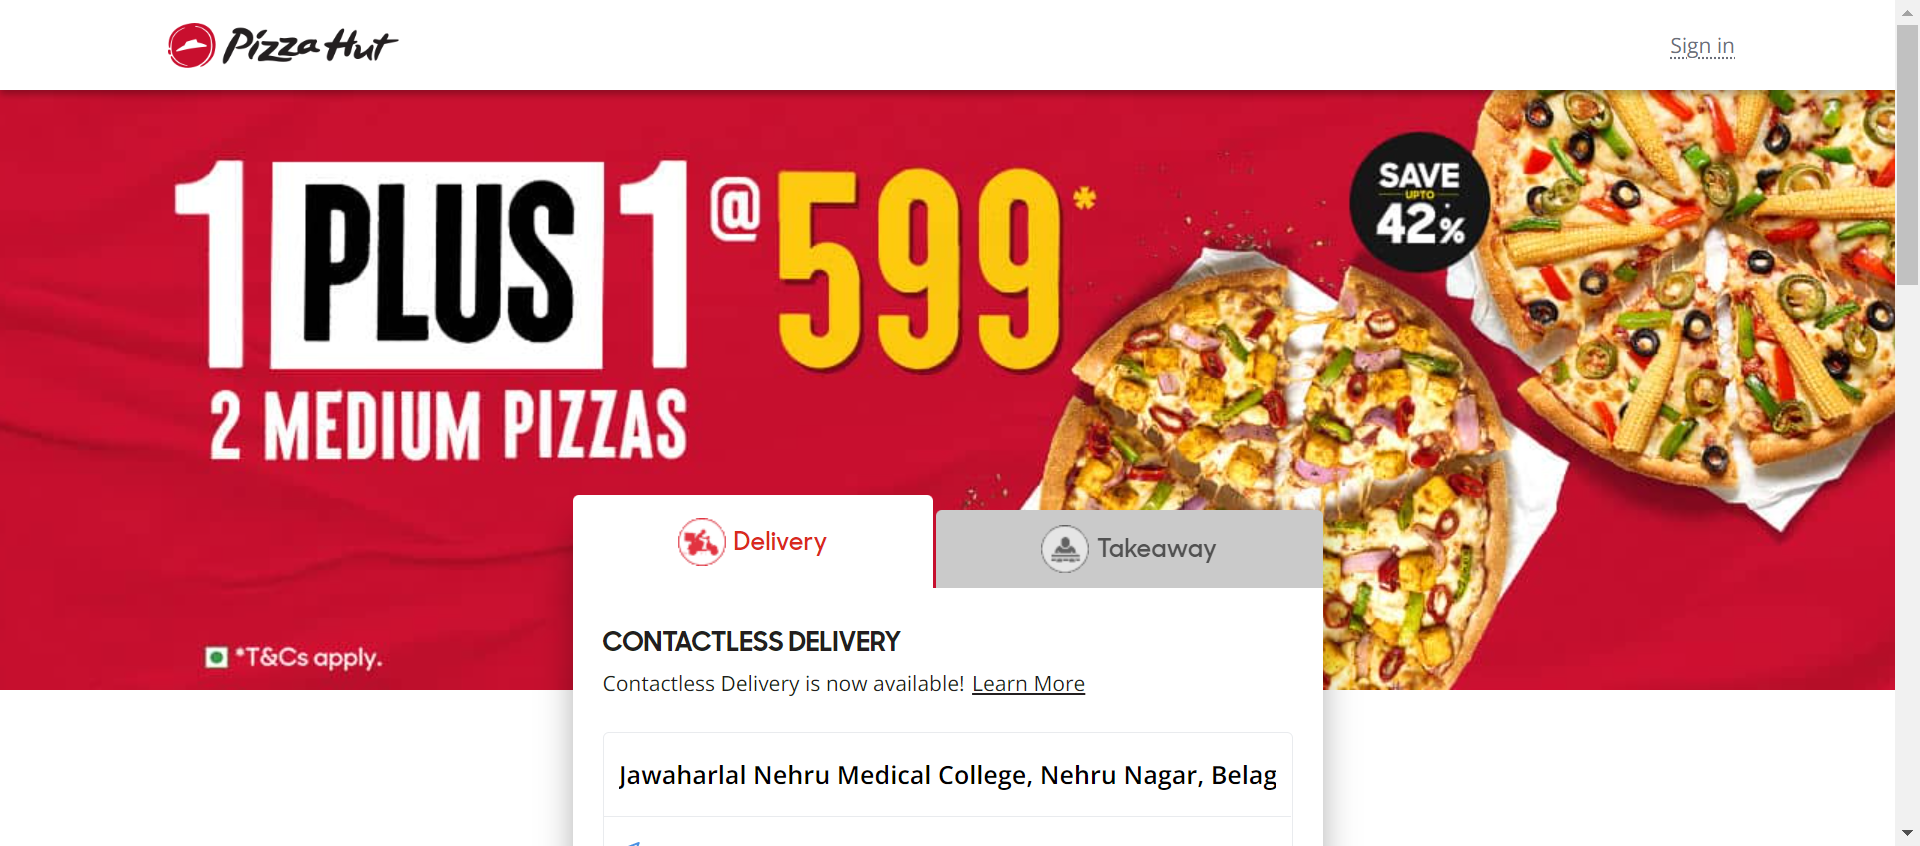 Pizza Hut
Sign in
1 PLUS 1 @ 599*
2 MEDIUM PIZZAS
SAVE
UPTO
42%
*T&Cs apply.
Delivery
Takeaway
CONTACTLESS DELIVERY
Contactless Delivery is now available! Learn More
Jawaharlal Nehru Medical College, Nehru Nagar, Belag